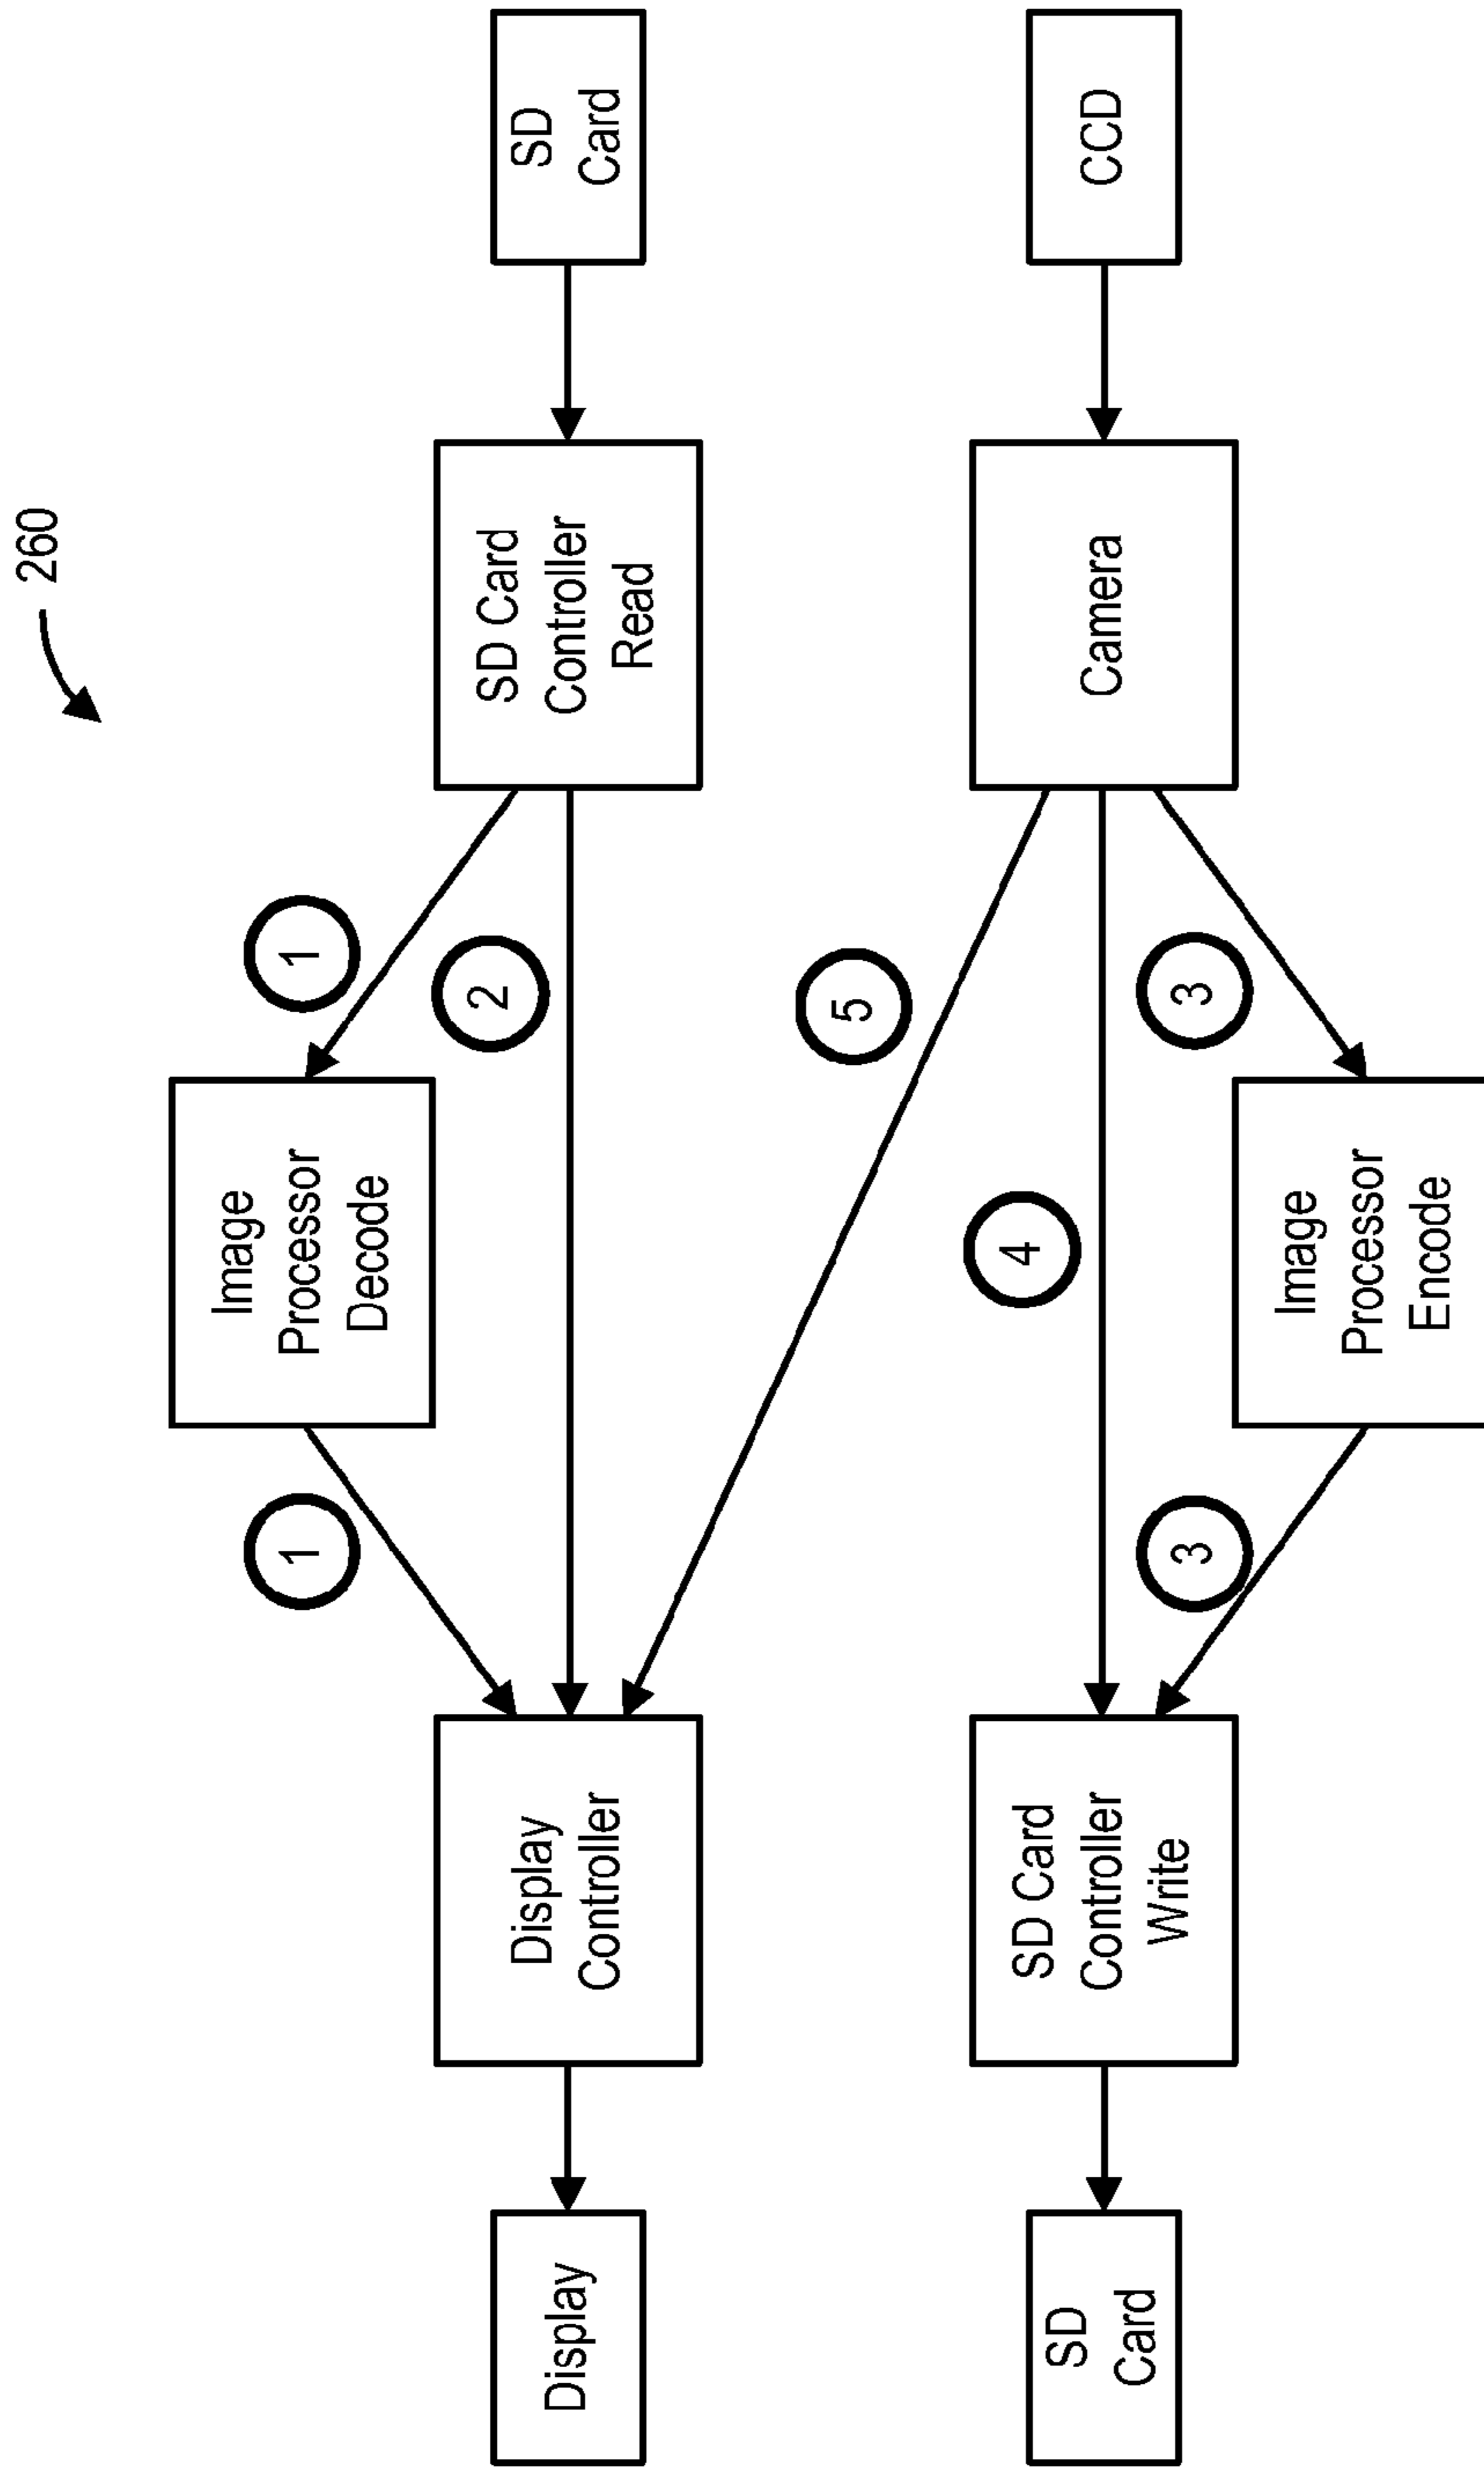 260
SD
Card
SD Card
Controller
Read
1
2
Image
Processor
Decode
1
Display
Controller
Display
CCD
Camera
5
4
3
Image
Processor
Encode
3
SD Card
Controller
Write
SD
Card